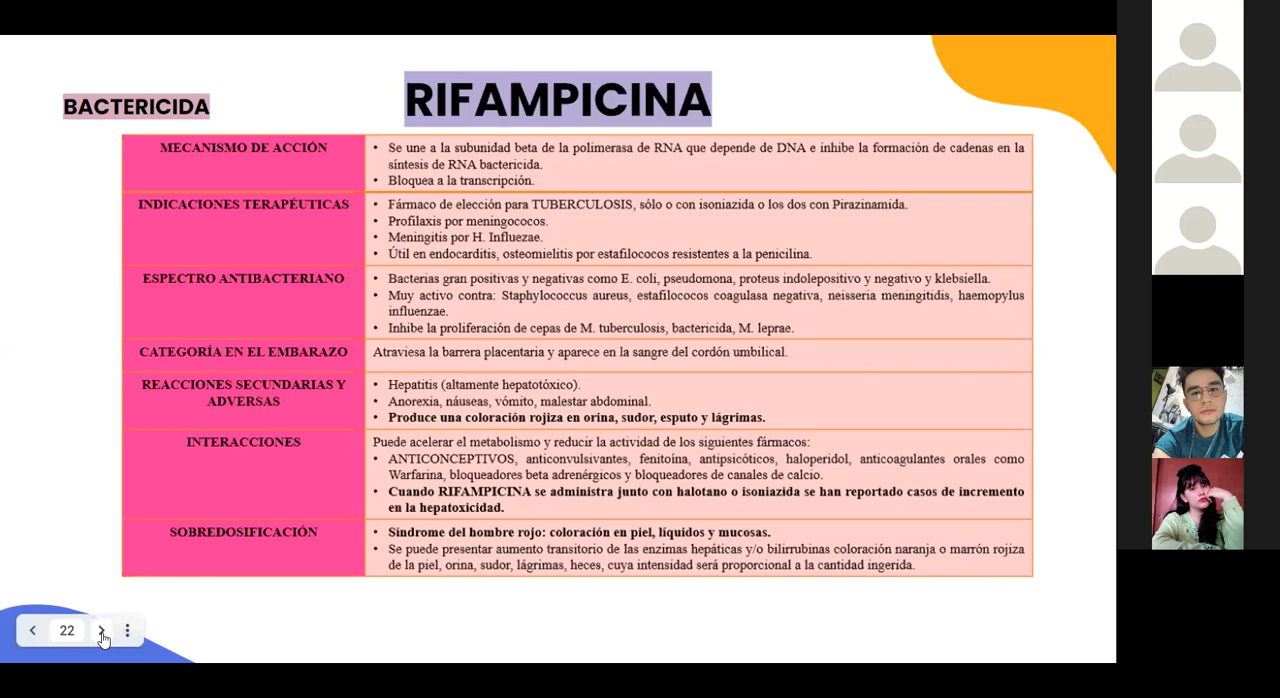 BACTERICIDA
RIFAMPICINA
MECANISMO DE ACCIÓN
• Se une a la subunidad beta de la polimerasa de RNA que depende de DNA e inhibe la formación de cadenas en la
síntesis de RNA bactericida.
• Bloquea a la transcripción.
INDICACIONES TERAPÉUTICAS
• Fármaco de elección para TUBERCULOSIS, sólo o con isoniazida o los dos con Pirazinamida.
• Profilaxis por meningococos.
• Meningitis por H. Influezae.
• Útil en endocarditis, osteomielitis por estafilococos resistentes a la penicilina.
ESPECTRO ANTIBACTERIANO
• Bacterias gran positivas y negativas como E. coli, pseudomona, proteus indolepositivo y negativo y klebsiella.
• Muy activo contra: Staphylococcus aureus, estafilococos coagulasa negativa, neisseria meningitidis, haemopylus
influenzae.
• Inhibe la proliferación de cepas de M. tuberculosis, bactericida, M. leprae.
CATEGORÍA EN EL EMBARAZO
Atraviesa la barrera placentaria y aparece en la sangre del cordón umbilical.
REACCIONES SECUNDARIAS Y
ADVERSAS
• Hepatitis (altamente hepatotóxico).
• Anorexia, náuseas, vómito, malestar abdominal.
• Produce una coloración rojiza en orina, sudor, esputo y lágrimas.
INTERACCIONES
Puede acelerar el metabolismo y reducir la actividad de los siguientes fármacos:
• ANTICONCEPTIVOS, anticonvulsivantes, fenitoína, antipsicóticos, haloperidol, anticoagulantes orales como
Warfarina, bloqueadores beta adrenérgicos y bloqueadores de canales de calcio.
• Cuando RIFAMPICINA se administra junto con halotano o isoniazida se han reportado casos de incremento
en la hepatoxicidad.
SOBREDOSIFICACIÓN
• Síndrome del hombre rojo: coloración en piel, líquidos y mucosas.
• Se puede presentar aumento transitorio de las enzimas hepáticas y/o bilirrubinas coloración naranja o marrón rojiza
de la piel, orina, sudor, lágrimas, heces, cuya intensidad será proporcional a la cantidad ingerida.
22